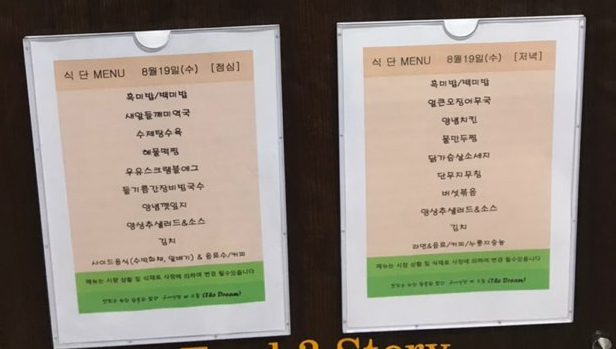 식 단 MENU 8월19일(수) [점심]
흑미밥/백미밥
새알들깨미역국
수제탕수육
해물떡찜
우유스크램블에그
들기름간장비빔국수
양념깻잎지
양상추샐러드&소스
김치
사이드음식(수박화채, 알배기) & 음료수/커피
메뉴는 시장 상황 및 식재료 사정에 의하여 변경 될수있습니다
(The Dream)
식 단 MENU 8월19일(수) [저녁]
흑미밥/백미밥
얼큰오징어무국
양념치킨
물만두찜
닭가슴살소세지
단무지무침
버섯볶음
양상추샐러드&소스
김치
라면&음료/커피/누룽지숭늉
메뉴는 시장 상황 및 식재료 사정에 의하여 변경 될수있습니다
(The Dream)
Story